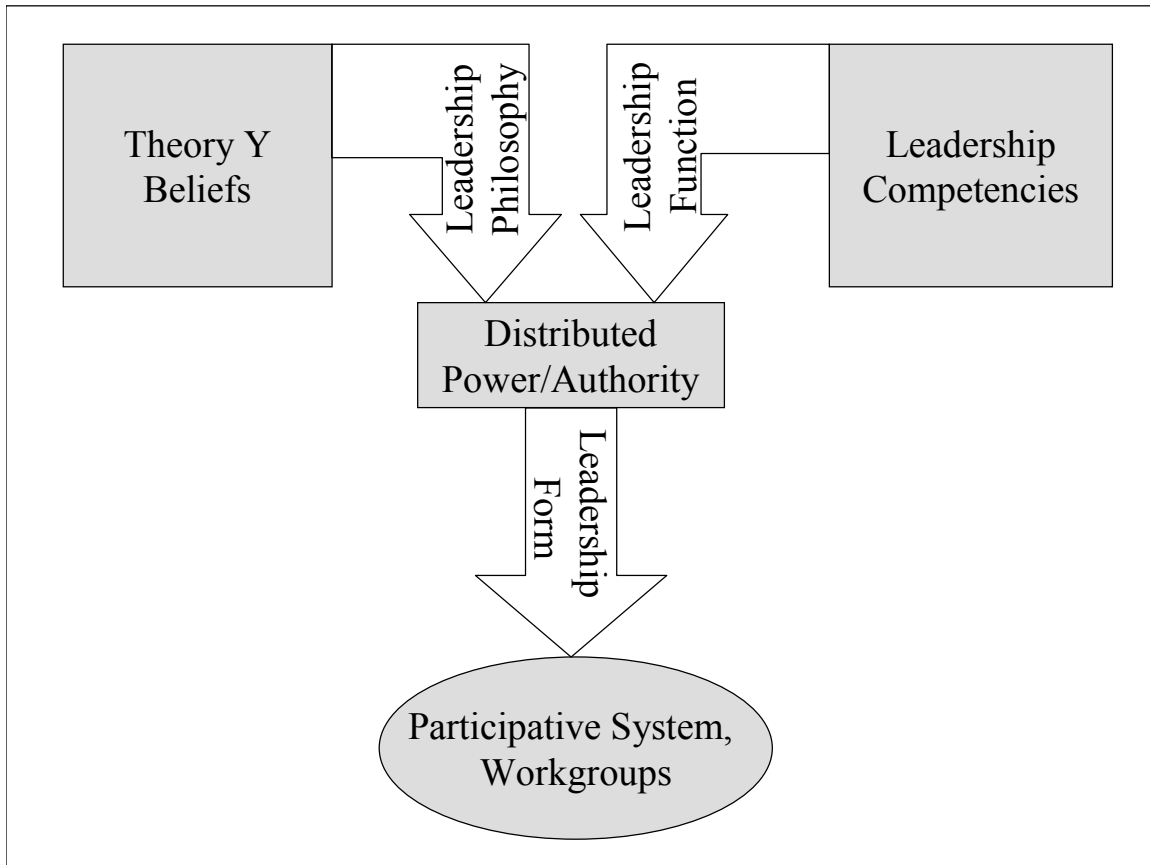 Theory Y
Beliefs
Leadership
Philosophy
Leadership
Function
Leadership
Competencies
Distributed
Power/Authority
Leadership
Form
Participative System,
Workgroups